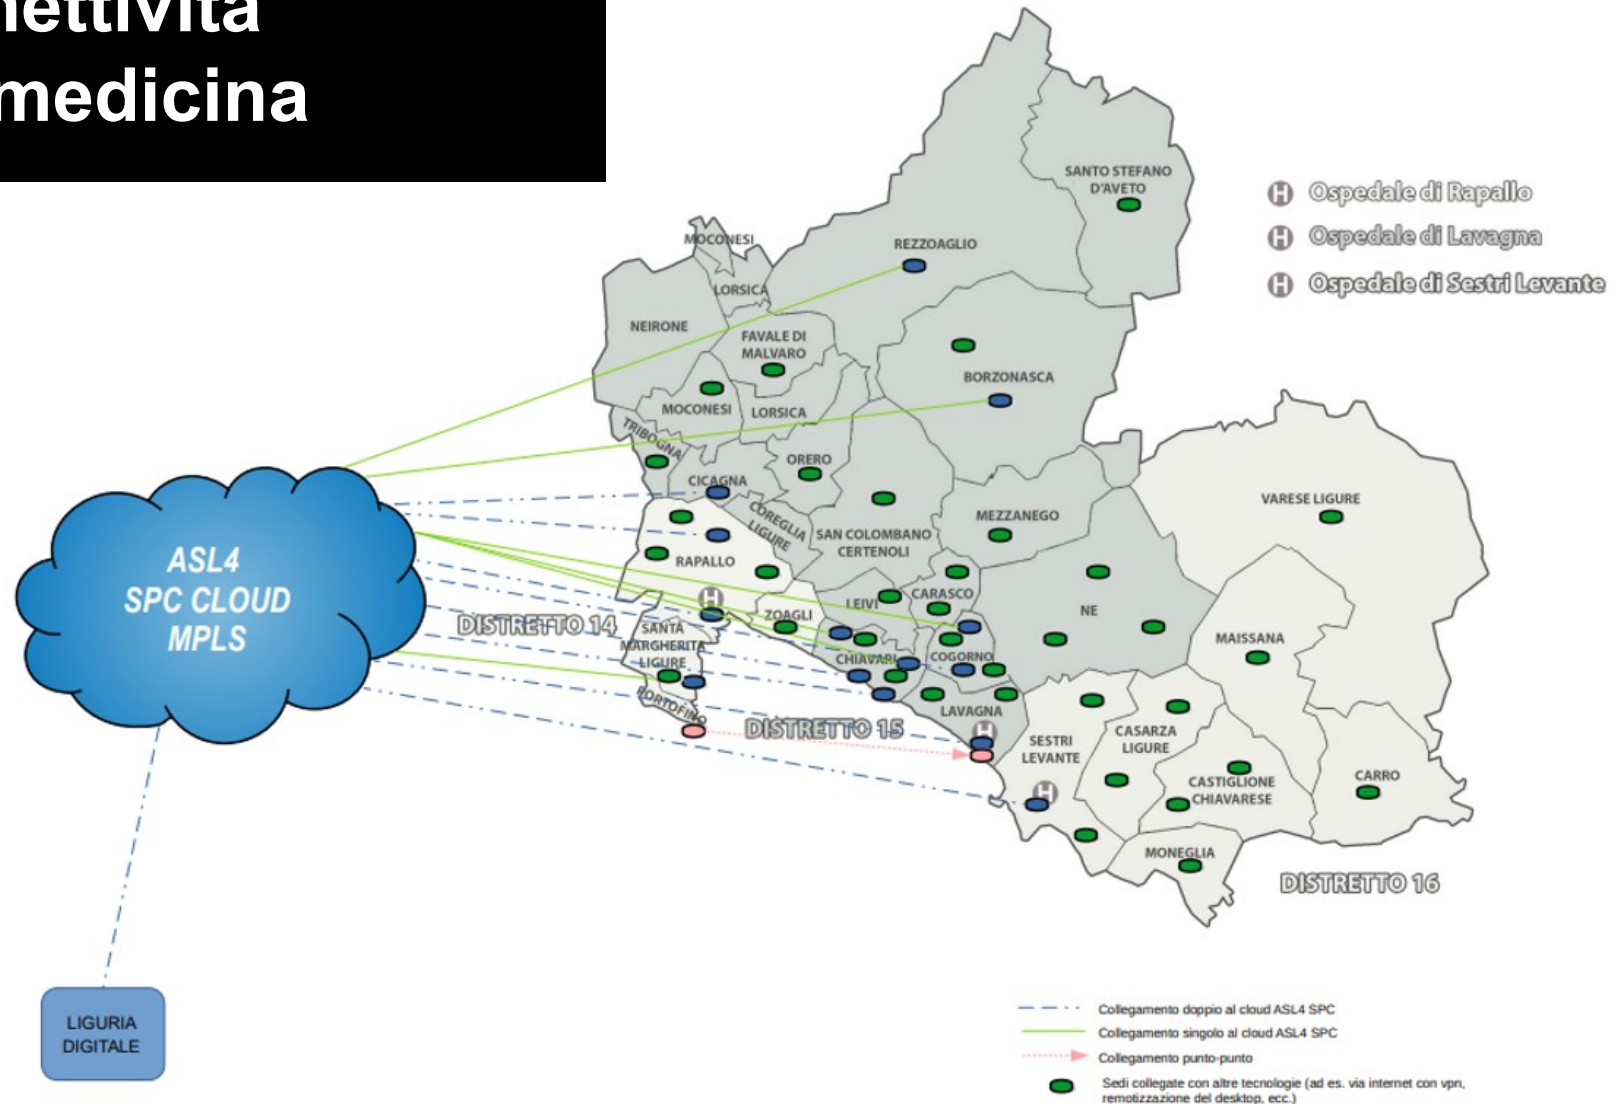 nettività
medicina
SANTO STEFANO
D'AVETO
H Ospedale di Rapallo
H Ospedale di Lavagna
H Ospedale di Sestri Levante
MOCONESI
REZZOAGLIO
LORSICA
NEIRONE
FAVALE DI
MALVARO
BORZONASCA
MOCONESI
LORSICA
TRIBOGNA
ORERO
CICAGNA
VARESE LIGURE
COREGLIA
LIGURE
MEZZANEGO
SAN COLOMBANO
CERTENOLI
ASL4
SPC CLOUD
MPLS
RAPALLO
H
LEIVI
CARASCO
NE
ZOAGLI
DISTRETTO 14
SANTA
MARGHERITA
LIGURE
MAISSANA
CHIAVARI
COGORNO
PORTOFINO
LAVAGNA
DISTRETTO 15
H
SESTRI
LEVANTE
CASARZA
LIGURE
CASTIGLIONE
CHIAVARESE
CARRO
H
MONEGLIA
DISTRETTO 16
LIGURIA
DIGITALE
Collegamento doppio al cloud ASL4 SPC
Collegamento singolo al cloud ASL4 SPC
Collegamento punto-punto
Sedi collegate con altre tecnologie (ad es. via internet con vpn,
remotizzazione del desktop, ecc.)